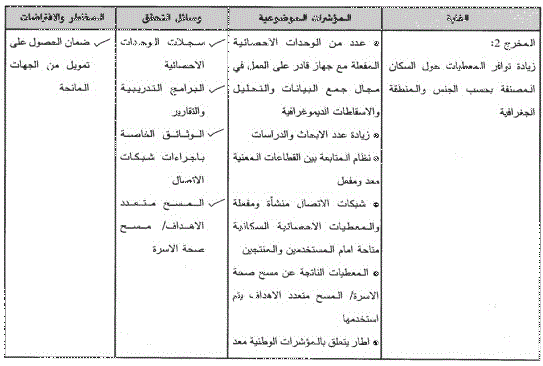 الغاية
المؤشرات الموضوعية
وسائل التحقق
المخاطر والافتراضات
المخرج 2:
زيادة توافر المعطيات حول السكان
المصنفة بحسب الجنس والمنطقة
الجغرافية
عدد من الوحدات الاحصائية
المفعلة مع جهاز قادر على العمل في
مجال جمع البيانات والتحليل
والاسقاطات الديموغرافية
زيادة عدد الابحاث والدراسات
نظام المتابعة بين القطاعات المعنية
معد ومفعل
شبكات الاتصال منشأة ومفعلة
والمعطيات الاحصائية السكانية
متاحة امام المستخدمين والمنتجين
المعطيات الناتجة عن مسح صحة
الاسرة/ المسح متعدد الاهداف يتم
استخدمها
اطار يتعلق بالمؤشرات الوطنية معد
سجلات الوحدات
الاحصائية
البرامج التدريبية
والتقارير
الوثائق الخاصة
باجراءات شبكات
الاتصال
المسح متعدد
الاهداف/ مسح
صحة الاسرة
ضمان الحصول على
تمويل من الجهات
المانحة